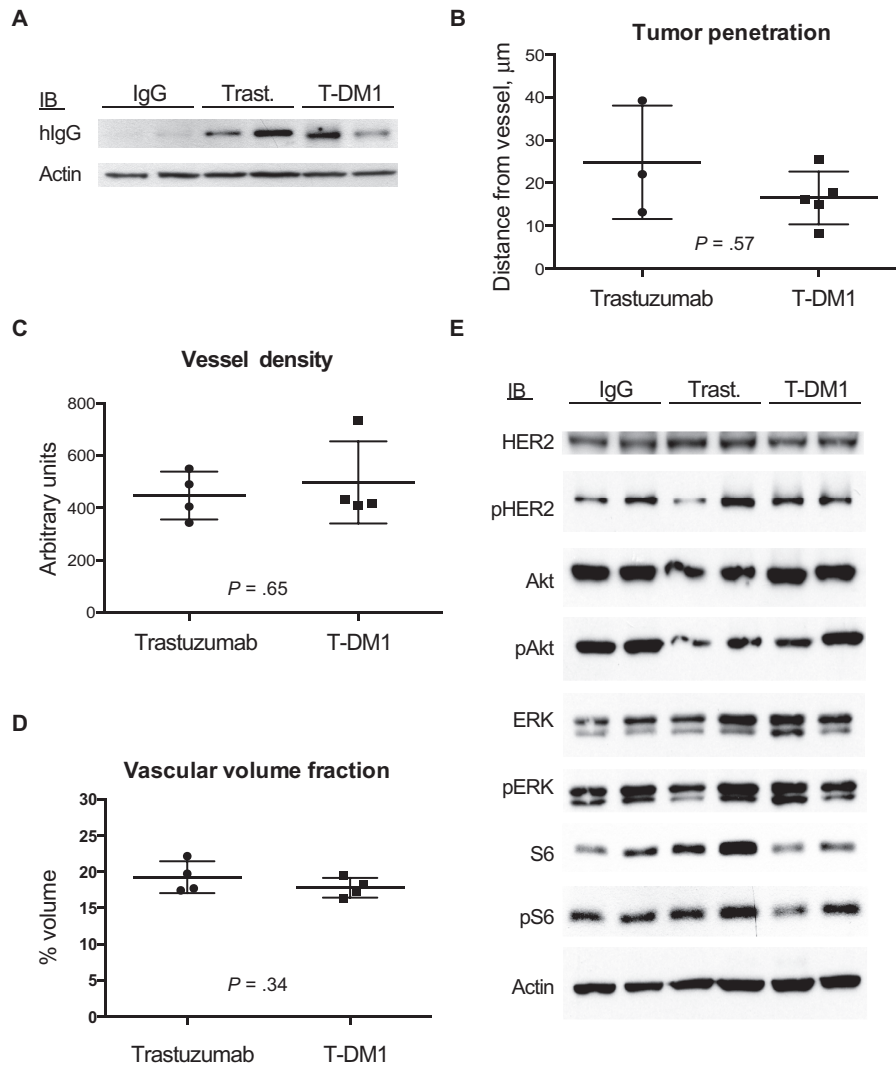 A
IB
IgG
Trast.
T-DM1
hIgG
Actin
B
Tumor penetration
Distance from vessel, µm
50
40
30
20
10
0
P = .57
Trastuzumab
T-DM1
C
Vessel density
Arbitrary units
800
600
400
200
0
P = .65
Trastuzumab
T-DM1
D
Vascular volume fraction
% volume
30
25
20
15
10
5
0
P = .34
Trastuzumab
T-DM1
E
IB
IgG
Trast.
T-DM1
HER2
pHER2
Akt
pAkt
ERK
pERK
S6
pS6
Actin